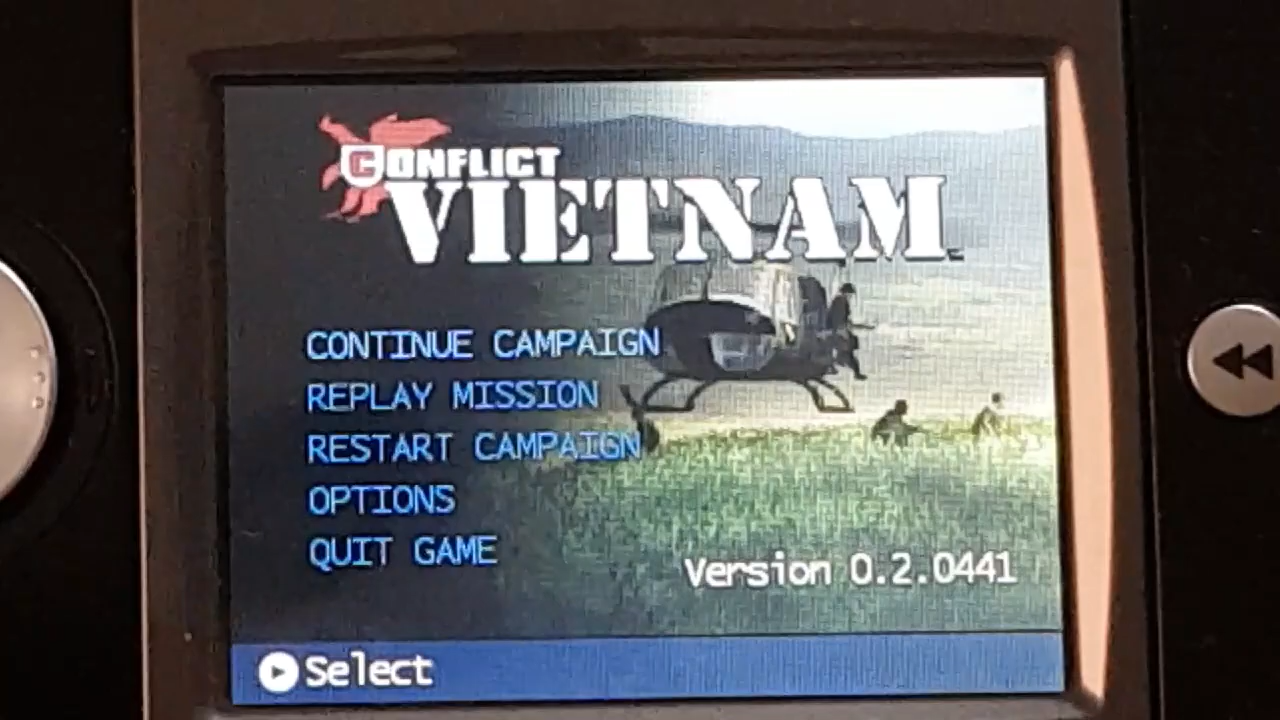 CONFLICT
VIETNAM
CONTINUE CAMPAIGN
REPLAY MISSION
RESTART CAMPAIGN
OPTIONS
QUIT GAME
Version 0.2.0441
Select